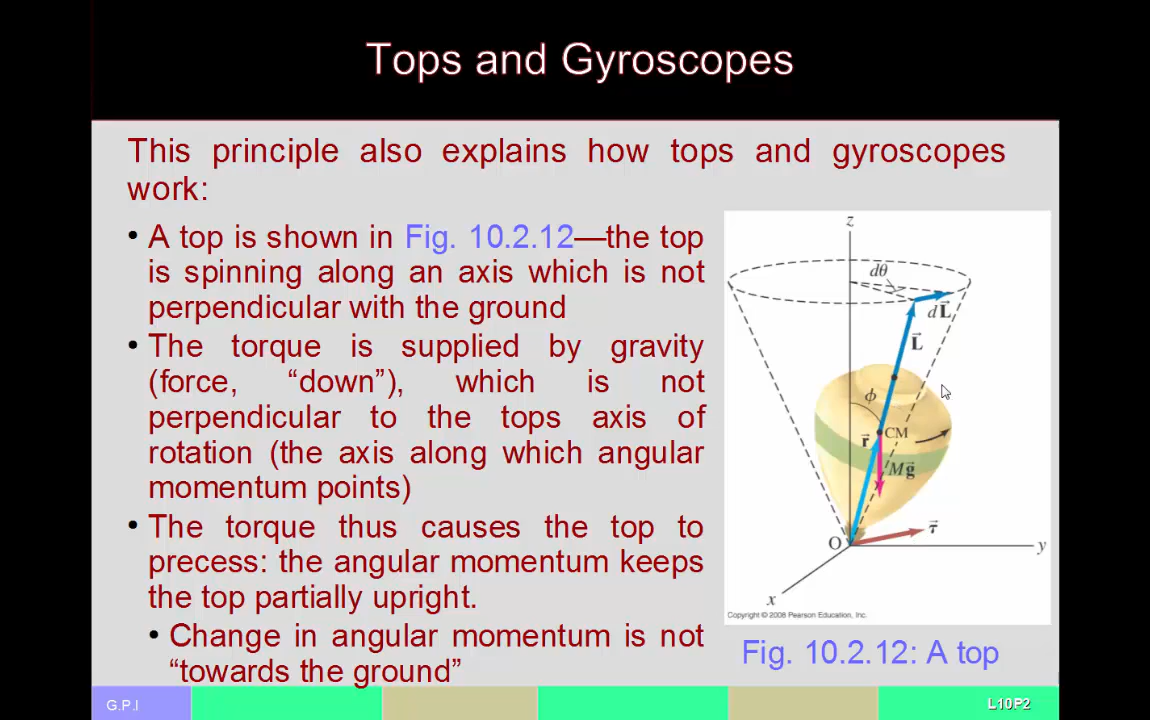 Tops and Gyroscopes
This principle also explains how tops and gyroscopes
work:
• A top is shown in Fig. 10.2.12—the top
is spinning along an axis which is not
perpendicular with the ground
• The torque is supplied by gravity
(force, “down”), which is not
perpendicular to the tops axis of
rotation (the axis along which angular
momentum points)
• The torque thus causes the top to
precess: the angular momentum keeps
the top partially upright.
• Change in angular momentum is not
“towards the ground”
z
dθ
dL⃗
L⃗
ϕ
CM
r⃗
Mg⃗
τ⃗
O
y
x
Copyright © 2008 Pearson Education, Inc.
Fig. 10.2.12: A top
G.P.I
L10P2